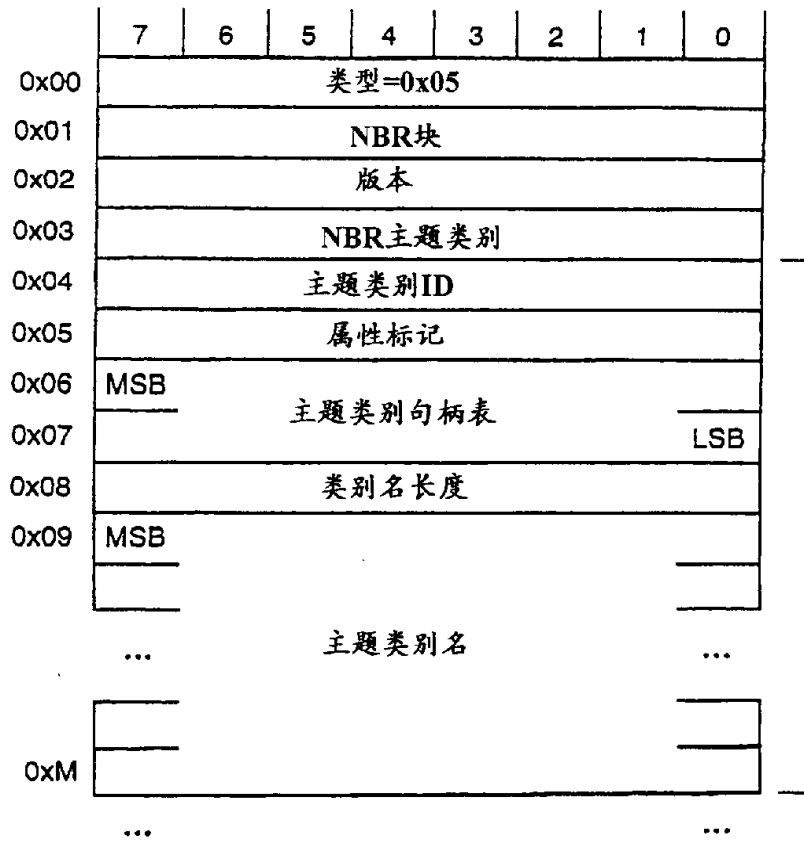 7 6 5 4 3 2 1 0
0x00 类型=0x05
0x01 NBR块
0x02 版本
0x03 NBR主题类别
0x04 主题类别ID
0x05 属性标记
0x06 MSB
主题类别句柄表
0x07 LSB
0x08 类别名长度
0x09 MSB
... 主题类别名 ...
0xM
... ...